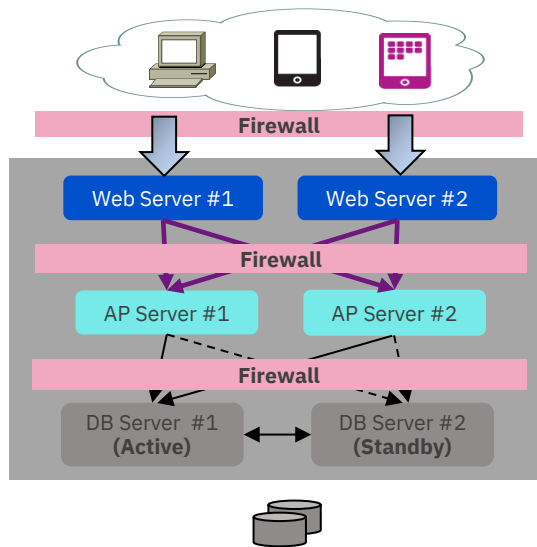 Firewall
Web Server #1
Web Server #2
Firewall
AP Server #1
AP Server #2
Firewall
DB Server #1
(Active)
DB Server #2
(Standby)